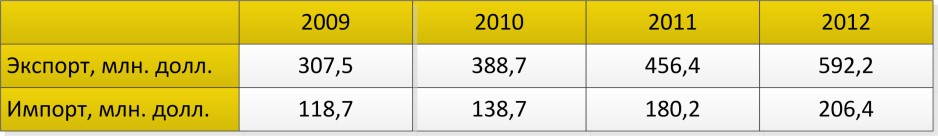 2009 2010 2011 2012
Экспорт, млн. долл. 307,5 388,7 456,4 592,2
Импорт, млн. долл. 118,7 138,7 180,2 206,4